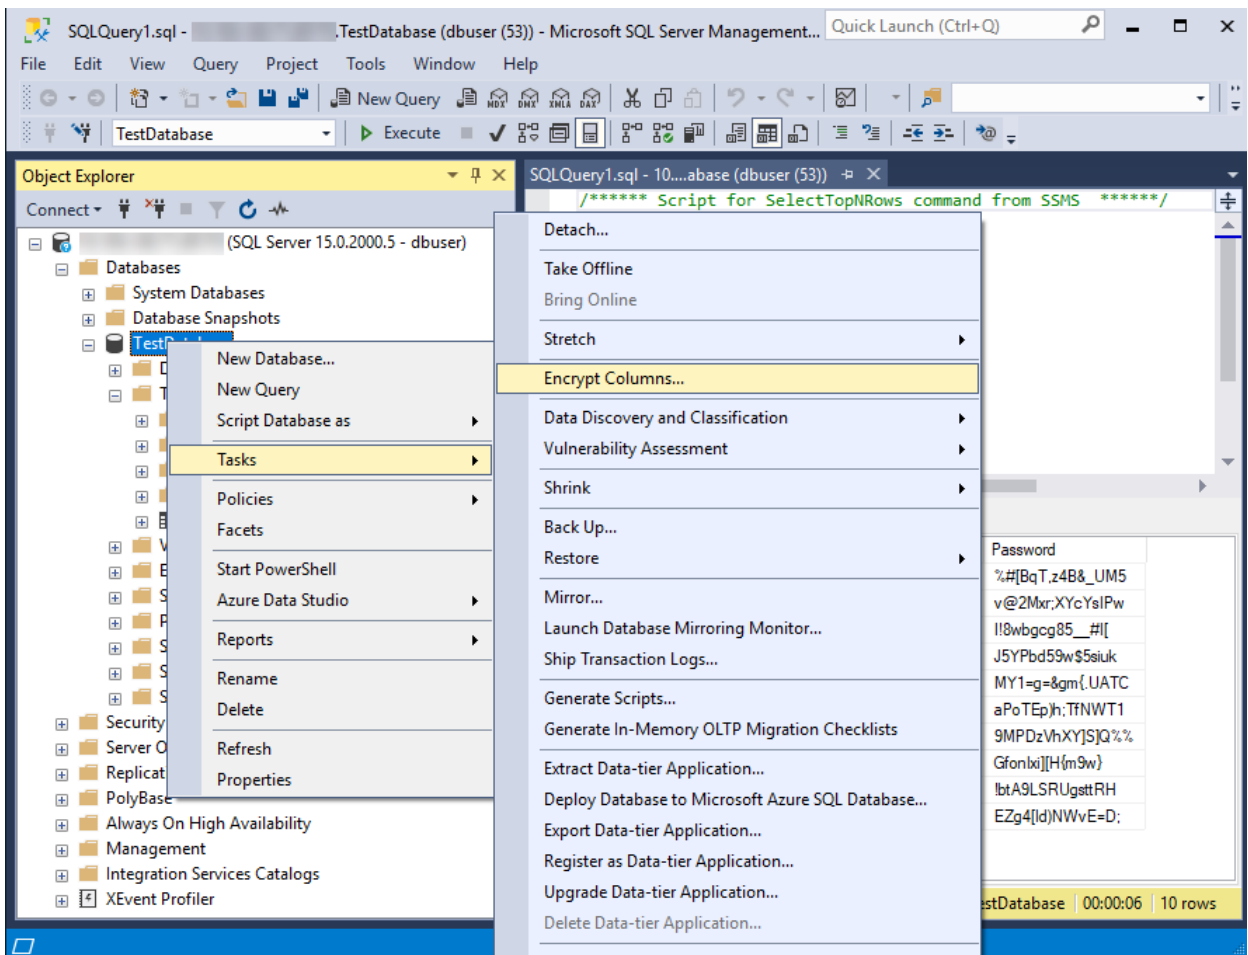 SQLQuery1.sql - .TestDatabase (dbuser (53)) - Microsoft SQL Server Management...
Quick Launch (Ctrl+Q)
File Edit View Query Project Tools Window Help
New Query
MDX DMX XMLA DAX
TestDatabase
Execute
Object Explorer
Connect
(SQL Server 15.0.2000.5 - dbuser)
Databases
System Databases
Database Snapshots
New Database...
New Query
Script Database as
Tasks
Policies
Facets
Start PowerShell
Azure Data Studio
Reports
Rename
Delete
Refresh
Properties
Security
PolyBase
Always On High Availability
Management
Integration Services Catalogs
XEvent Profiler
SQLQuery1.sql - 10....abase (dbuser (53))
/****** Script for SelectTopNRows command from SSMS ******/
Detach...
Take Offline
Bring Online
Stretch
Encrypt Columns...
Data Discovery and Classification
Vulnerability Assessment
Shrink
Back Up...
Restore
Mirror...
Launch Database Mirroring Monitor...
Ship Transaction Logs...
Generate Scripts...
Generate In-Memory OLTP Migration Checklists
Extract Data-tier Application...
Deploy Database to Microsoft Azure SQL Database...
Export Data-tier Application...
Register as Data-tier Application...
Upgrade Data-tier Application...
Delete Data-tier Application...
Password
%#[BqT,z4B&_UM5
v@2Mxr;XYcYsIPw
J5YPbd59w$5siuk
MY1=g=&gm{.UATC
aPoTEp)h;TfNWT1
9MPDzVhXY]S]Q%%
!btA9LSRUgsttRH
stDatabase 00:00:06 10 rows